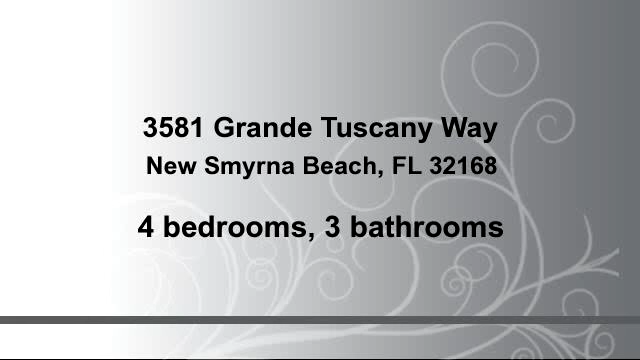 3581 Grande Tuscany Way
New Smyrna Beach, FL 32168
4 bedrooms, 3 bathrooms